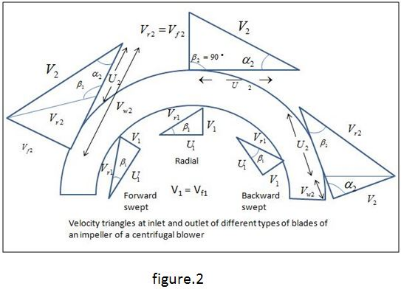 V_r2 = V_f2
V_2
V_2
α_2
U_2
β_2
V_r2
V_w2
V_f2
β_2 = 90°
α_2
U_2
V_r1
V_1
β_1
U_1
Radial
V_1
V_r1
β_1
U_1
Forward
swept
V_1 = V_f1
V_r1
β_1
V_1
U_1
Backward
swept
V_r2
U_2
β_2
V_w2
α_2
V_2
Velocity triangles at inlet and outlet of different types of blades of
an impeller of a centrifugal blower
figure.2